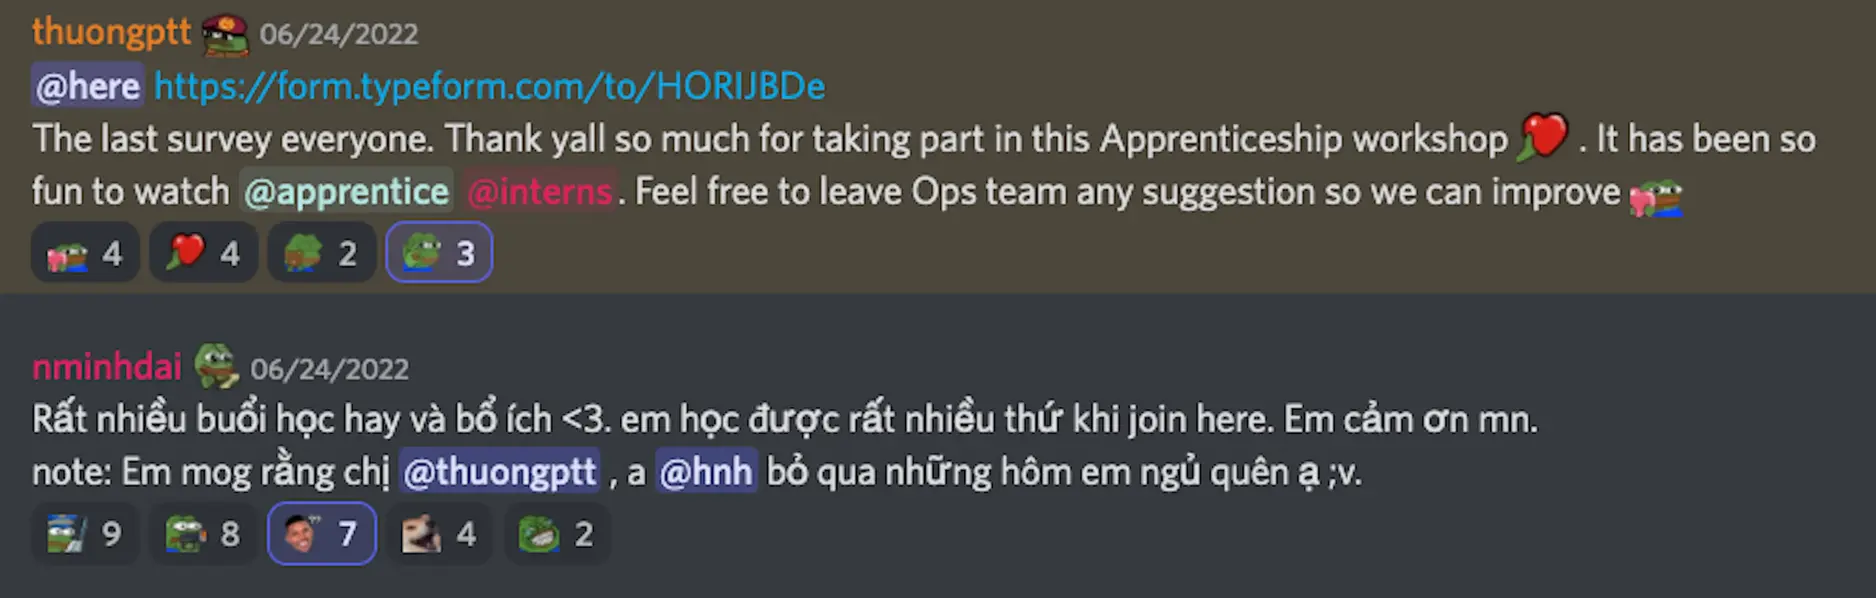 thuongptt 06/24/2022
@here https://form.typeform.com/to/HORIJBDe
The last survey everyone. Thank yall so much for taking part in this Apprenticeship workshop . It has been so
fun to watch @apprentice @interns. Feel free to leave Ops team any suggestion so we can improve
4 4 2 3
nminhdai 06/24/2022
Rất nhiều buổi học hay và bổ ích <3. em học được rất nhiều thứ khi join here. Em cảm ơn mn.
note: Em mog rằng chị @thuongptt , a @hnh bỏ qua những hôm em ngủ quên ạ ;v.
9 8 7 4 2